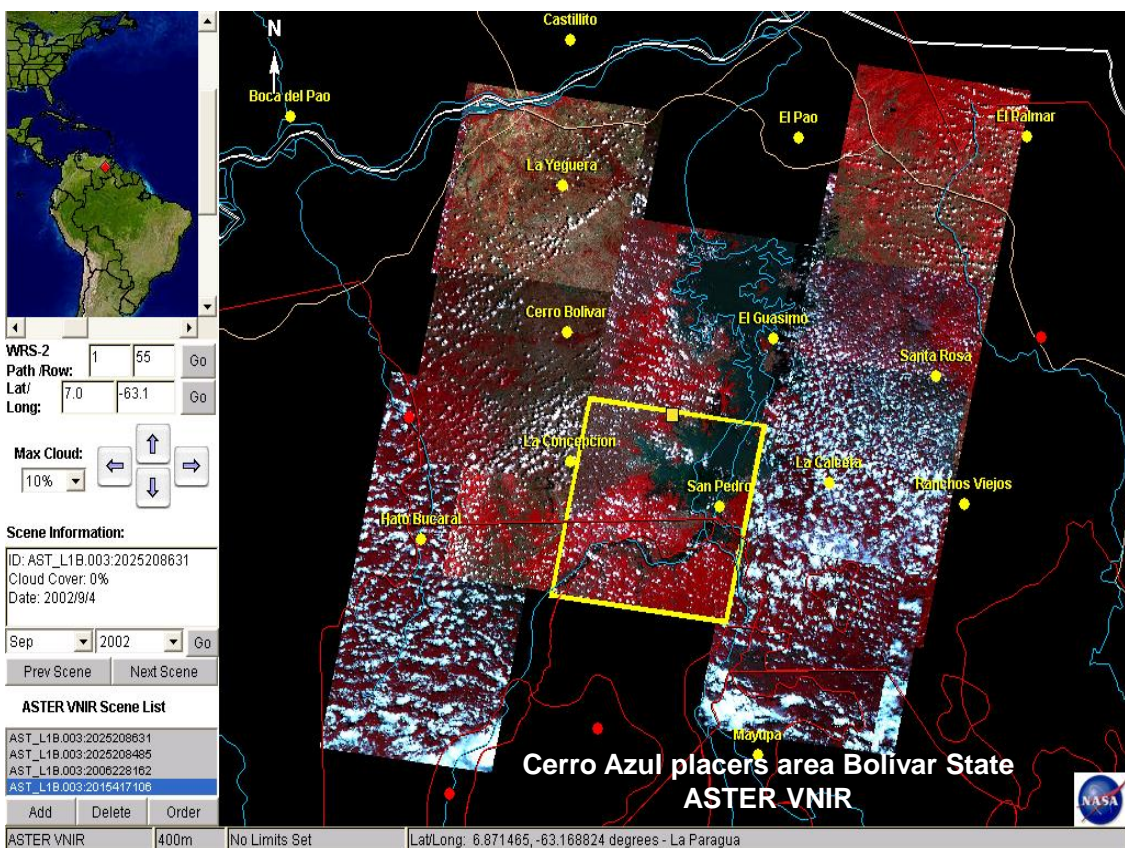 WRS-2
Path /Row: 1 55 Go
Lat/ Long: 7.0 -63.1 Go
Max Cloud:
10%
Scene Information:
ID: AST_L1B.003:2025208631
Cloud Cover: 0%
Date: 2002/9/4
Sep 2002 Go
Prev Scene Next Scene
ASTER VNIR Scene List
AST_L1B.003:2025208631
AST_L1B.003:2025208485
AST_L1B.003:2006228162
AST_L1B.003:2015417106
Add Delete Order
N
Castillito
Boca del Pao
El Pao
El Palmar
La Yeguera
Cerro Bolivar
El Guasimo
Santa Rosa
La Concepcion
La Calceta
San Pedro
Ranchos Viejos
Hato Bucaral
Mayupa
Cerro Azul placers area Bolivar State
ASTER VNIR
NASA
ASTER VNIR 400m No Limits Set Lat/Long: 6.871465, -63.168824 degrees - La Paragua